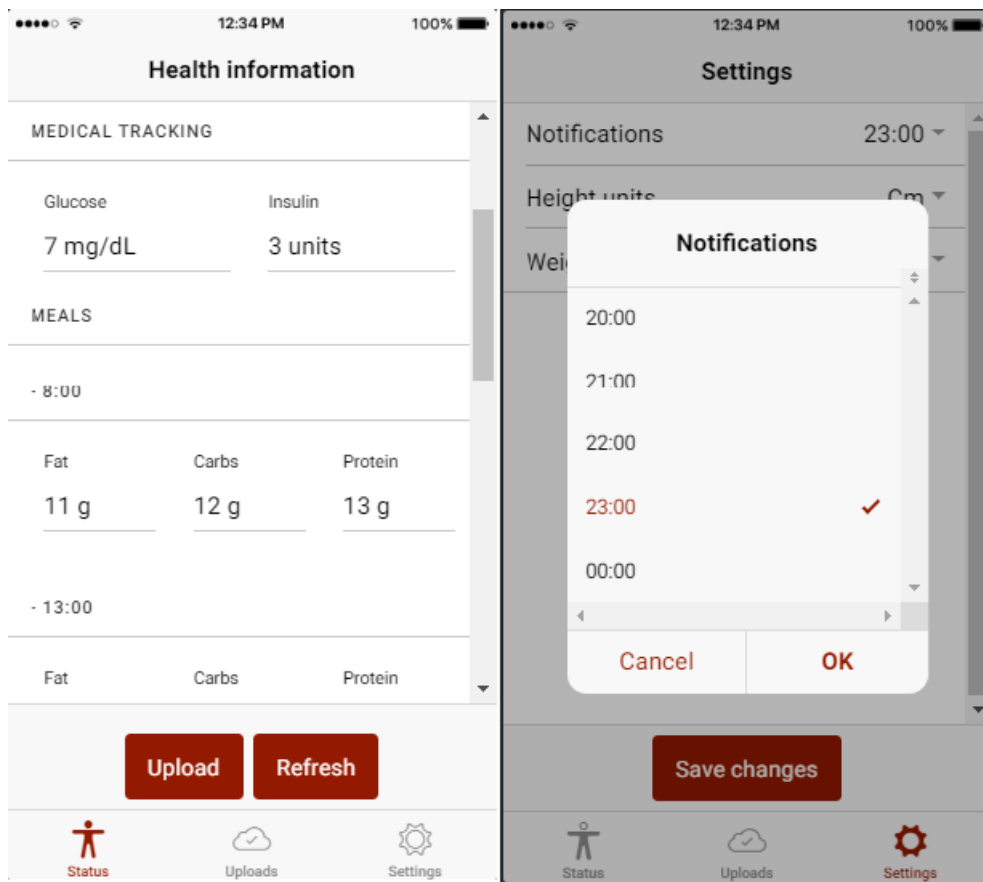 12:34 PM 100%
Health information
MEDICAL TRACKING
Glucose Insulin
7 mg/dL 3 units
MEALS
- 8:00
Fat Carbs Protein
11 g 12 g 13 g
- 13:00
Fat Carbs Protein
Upload Refresh
Status Uploads Settings
12:34 PM 100%
Settings
Notifications 23:00
Height units Cm
Notifications
20:00
21:00
22:00
23:00
00:00
Cancel OK
Save changes
Status Uploads Settings